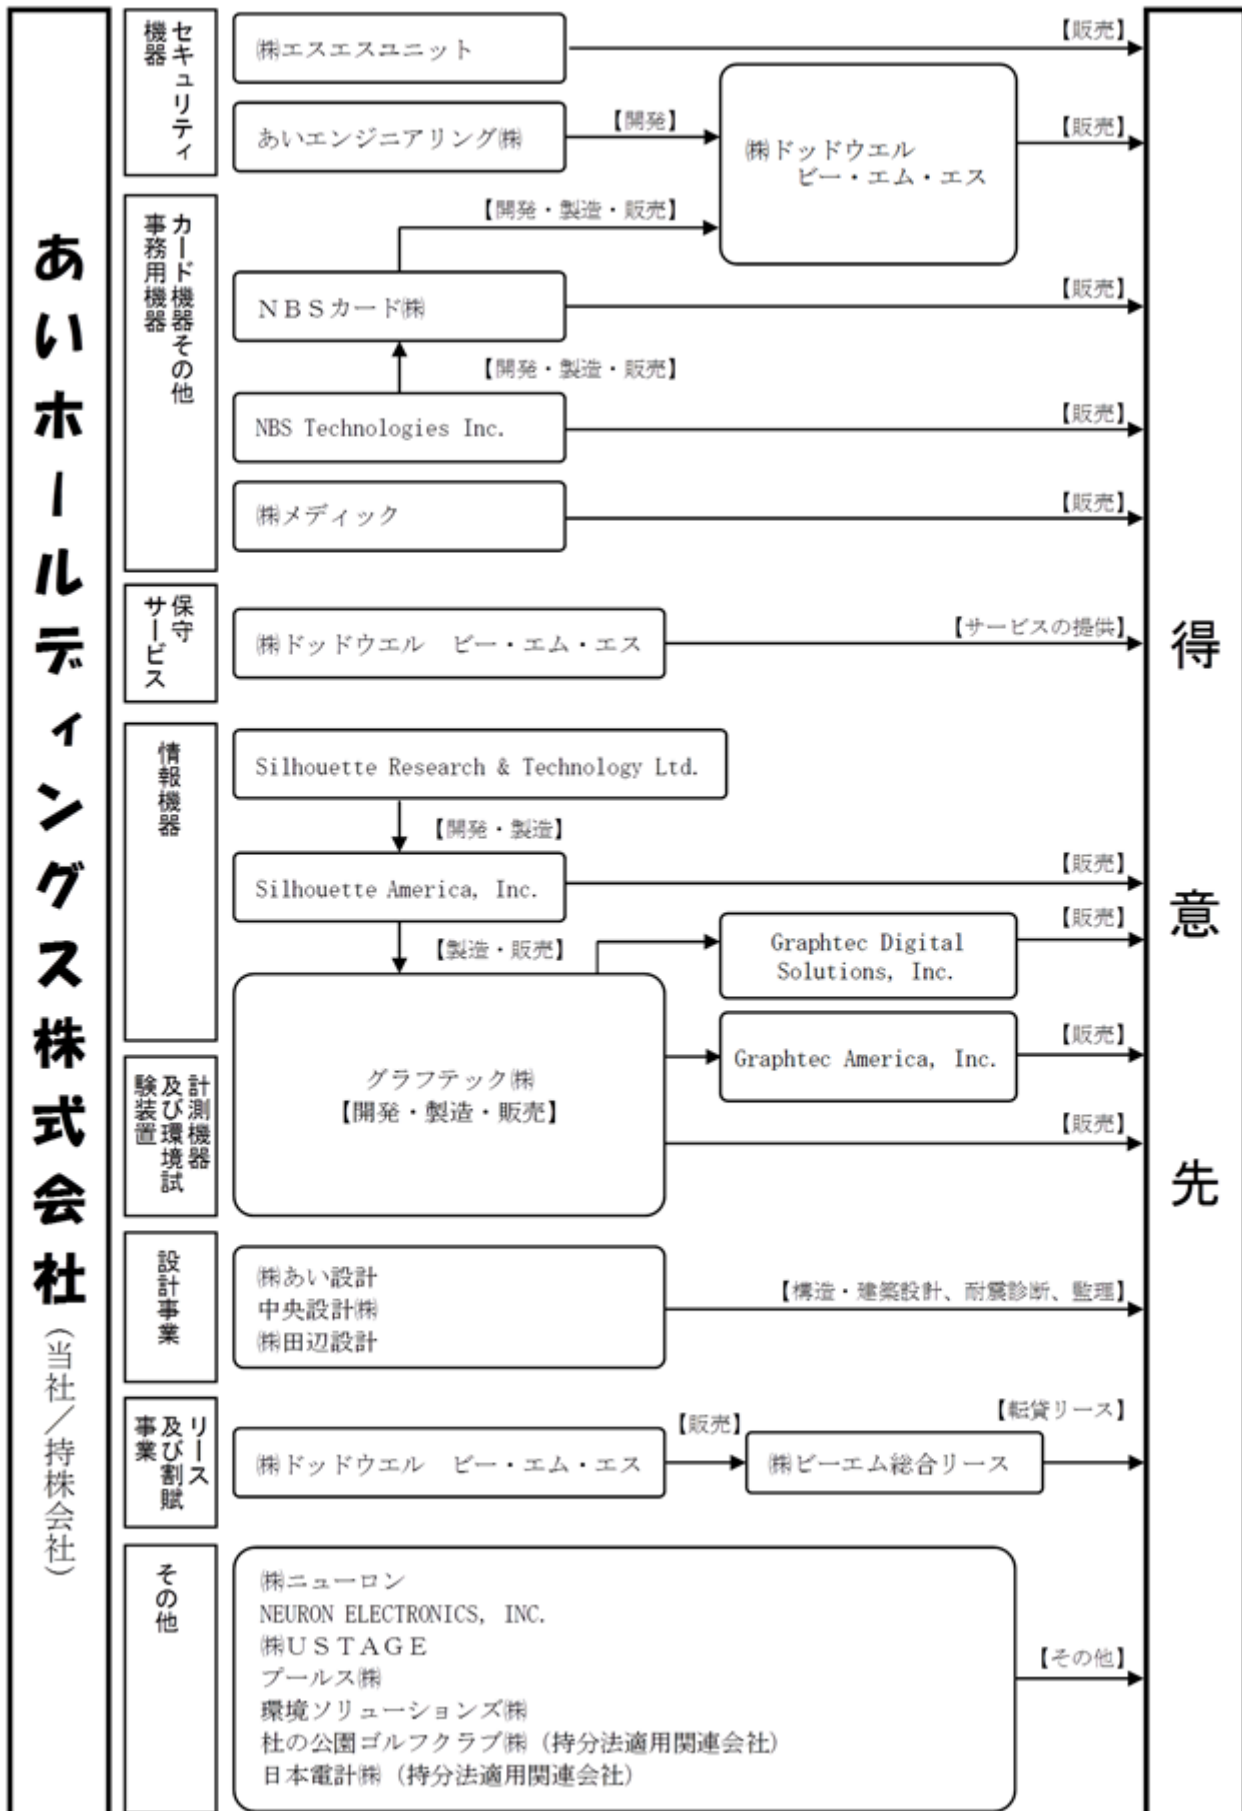 あいホールディングス株式会社
(当社／持株会社)
セキュリティ
機器
㈱エスエスユニット
【販売】
あいエンジニアリング㈱
【開発】
㈱ドッドウエル
ビー・エム・エス
【販売】
カード機器その他
事務用機器
【開発・製造・販売】
ＮＢＳカード㈱
【販売】
【開発・製造・販売】
NBS Technologies Inc.
【販売】
㈱メディック
【販売】
保守
サービス
㈱ドッドウエル　ビー・エム・エス
【サービスの提供】
情報機器
Silhouette Research & Technology Ltd.
【開発・製造】
Silhouette America, Inc.
【販売】
【製造・販売】
Graphtec Digital
Solutions, Inc.
【販売】
Graphtec America, Inc.
【販売】
計測機器
及び環境試
験装置
グラフテック㈱
【開発・製造・販売】
【販売】
設計事業
㈱あい設計
中央設計㈱
㈱田辺設計
【構造・建築設計、耐震診断、監理】
リース
及び割賦
事業
㈱ドッドウエル　ビー・エム・エス
【販売】
㈱ビーエム総合リース
【転貸リース】
その他
㈱ニューロン
NEURON ELECTRONICS, INC.
㈱ＵＳＴＡＧＥ
プールス㈱
環境ソリューションズ㈱
杜の公園ゴルフクラブ㈱（持分法適用関連会社）
日本電計㈱（持分法適用関連会社）
【その他】
得意先